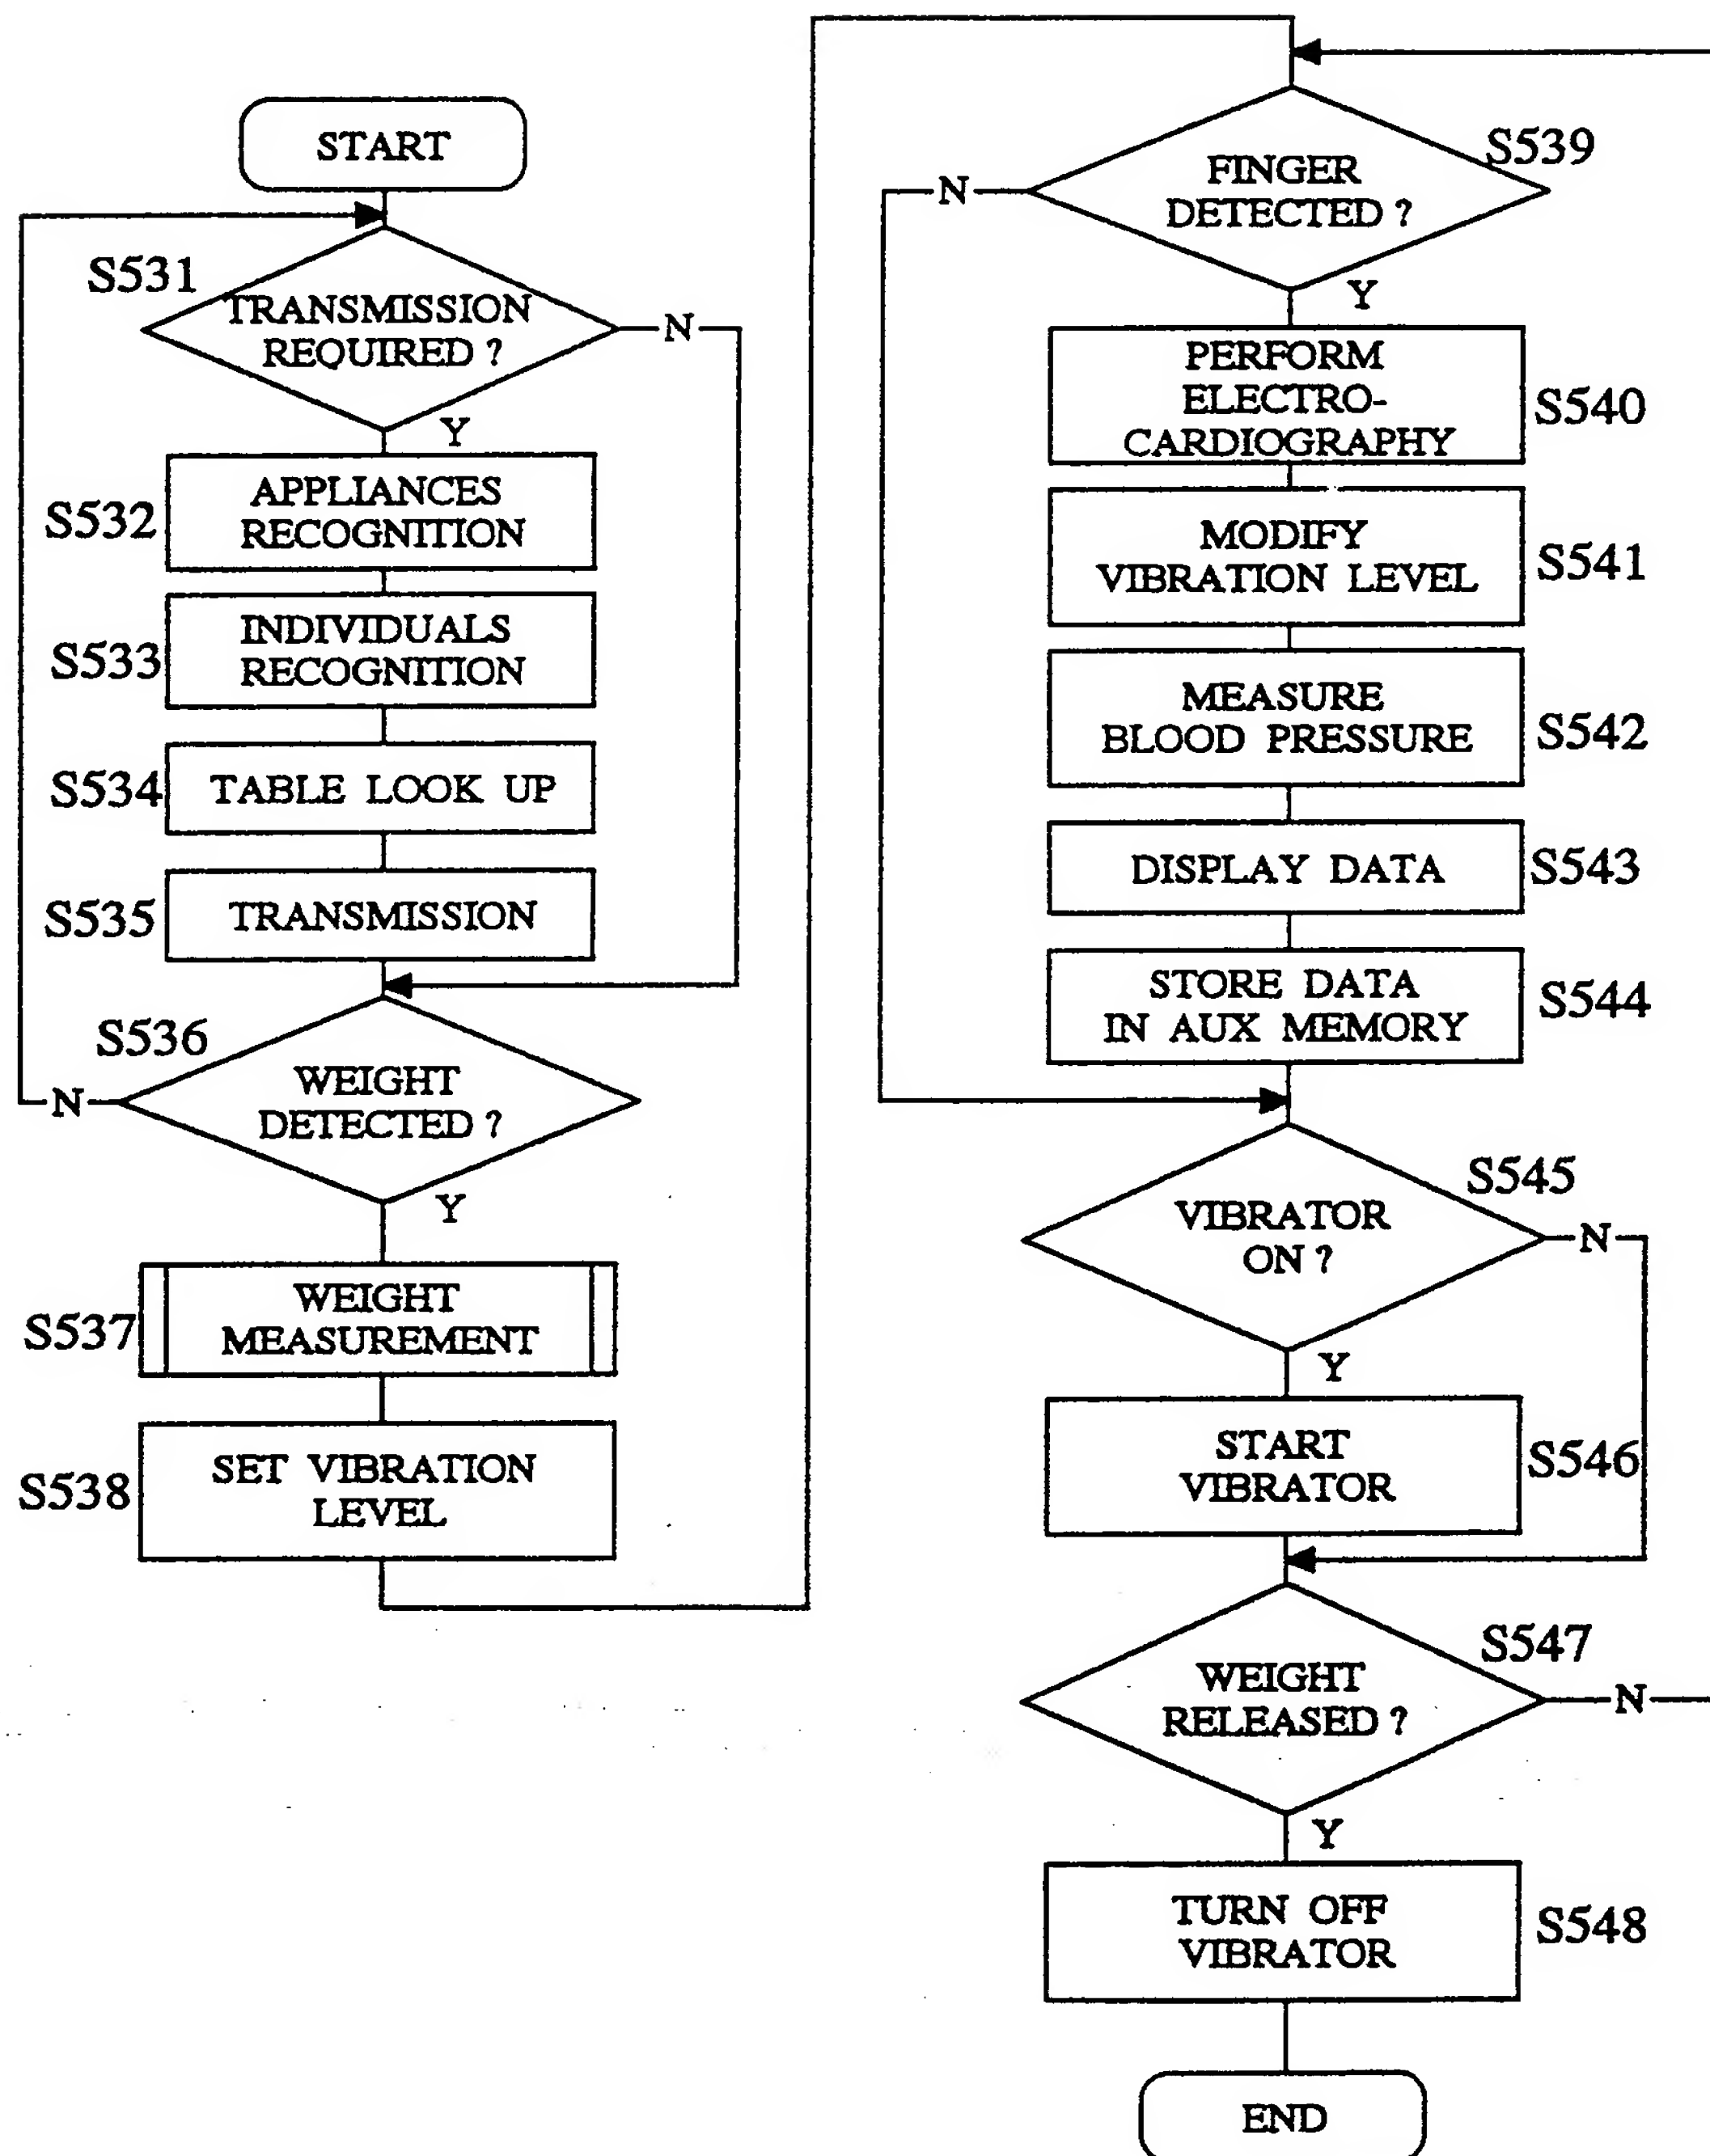 START
S531
TRANSMISSION
REQUIRED ?
N
Y
S532
APPLIANCES
RECOGNITION
S533
INDIVIDUALS
RECOGNITION
S534
TABLE LOOK UP
S535
TRANSMISSION
S536
WEIGHT
DETECTED ?
N
Y
S537
WEIGHT
MEASUREMENT
S538
SET VIBRATION
LEVEL
S539
FINGER
DETECTED ?
N
Y
PERFORM
ELECTRO-
CARDIOGRAPHY
S540
MODIFY
VIBRATION LEVEL
S541
MEASURE
BLOOD PRESSURE
S542
DISPLAY DATA
S543
STORE DATA
IN AUX MEMORY
S544
S545
VIBRATOR
ON ?
N
Y
START
VIBRATOR
S546
S547
WEIGHT
RELEASED ?
N
Y
TURN OFF
VIBRATOR
S548
END